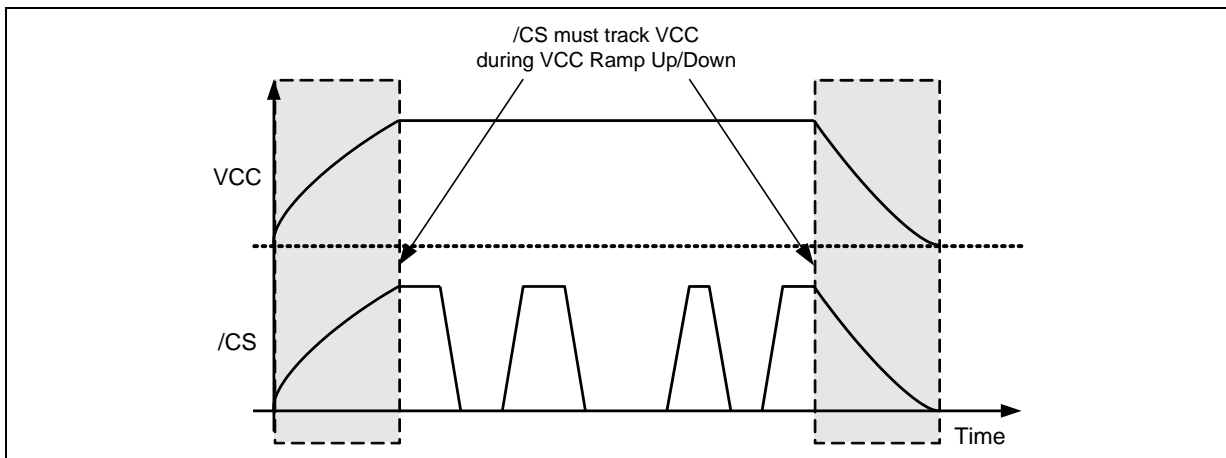 /CS must track VCC
during VCC Ramp Up/Down
VCC
/CS
Time